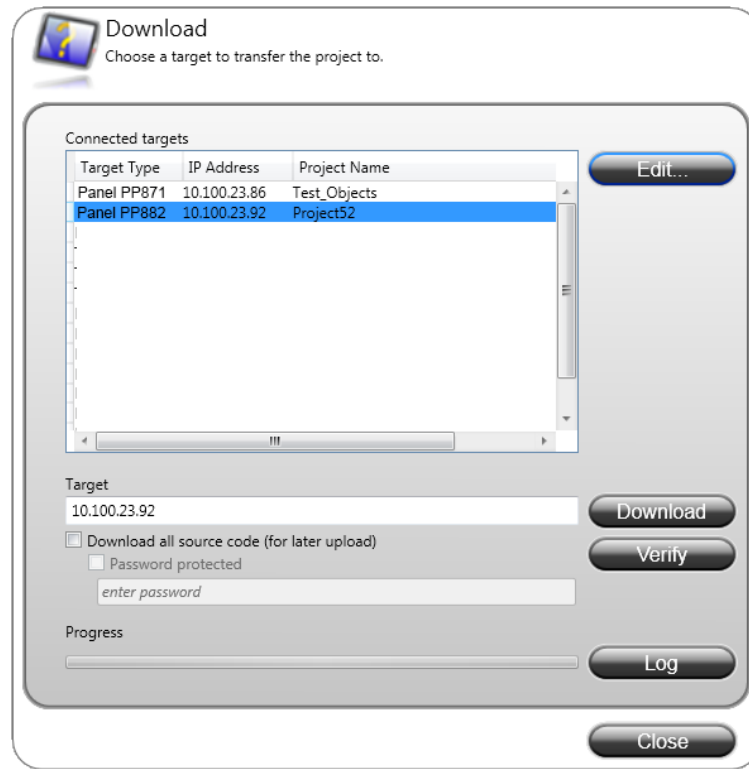 Download
Choose a target to transfer the project to.
Connected targets
Target Type IP Address Project Name
Edit...
Panel PP871 10.100.23.86 Test_Objects
Panel PP882 10.100.23.92 Project52
Target
10.100.23.92
Download
Download all source code (for later upload)
Verify
Password protected
enter password
Progress
Log
Close